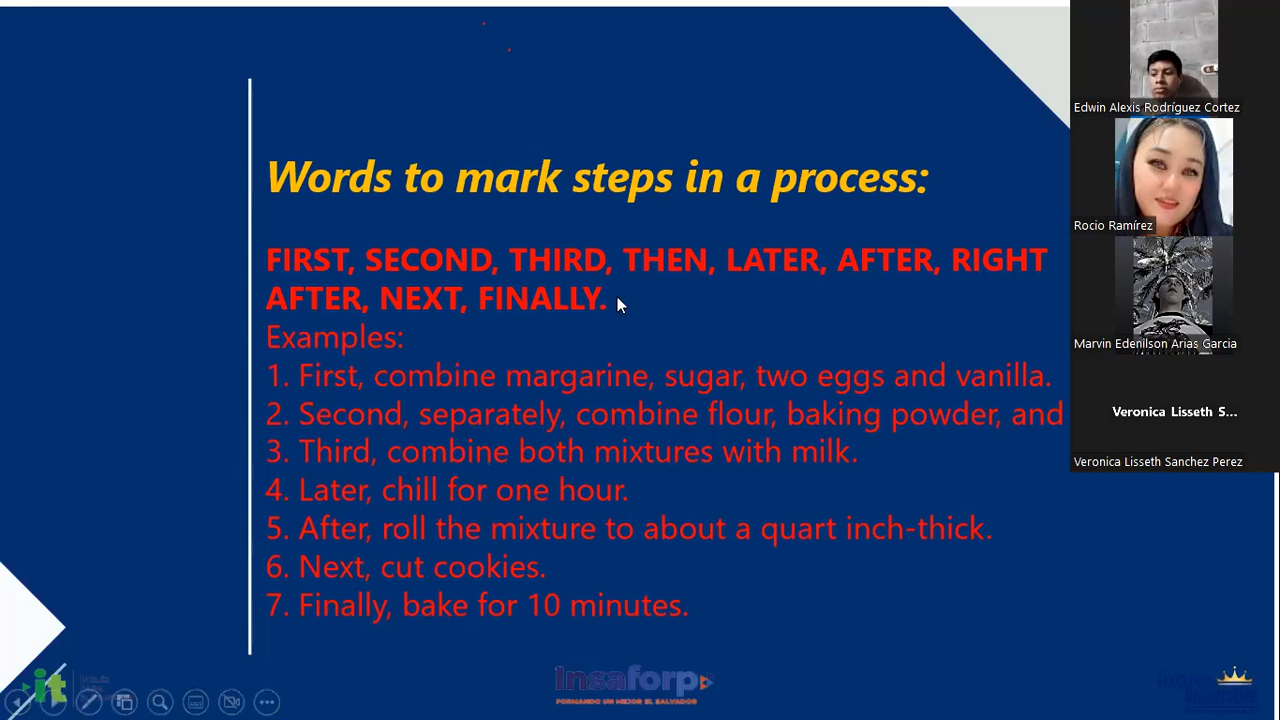 Words to mark steps in a process:
FIRST, SECOND, THIRD, THEN, LATER, AFTER, RIGHT
AFTER, NEXT, FINALLY.
Examples:
1. First, combine margarine, sugar, two eggs and vanilla.
2. Second, separately, combine flour, baking powder, and
3. Third, combine both mixtures with milk.
4. Later, chill for one hour.
5. After, roll the mixture to about a quart inch-thick.
6. Next, cut cookies.
7. Finally, bake for 10 minutes.
Edwin Alexis Rodríguez Cortez
Rocio Ramírez
Marvin Edenilson Arias Garcia
Veronica Lisseth S...
Veronica Lisseth Sanchez Perez
it
Insaforp
FORMANDO UN MEJOR EL SALVADOR